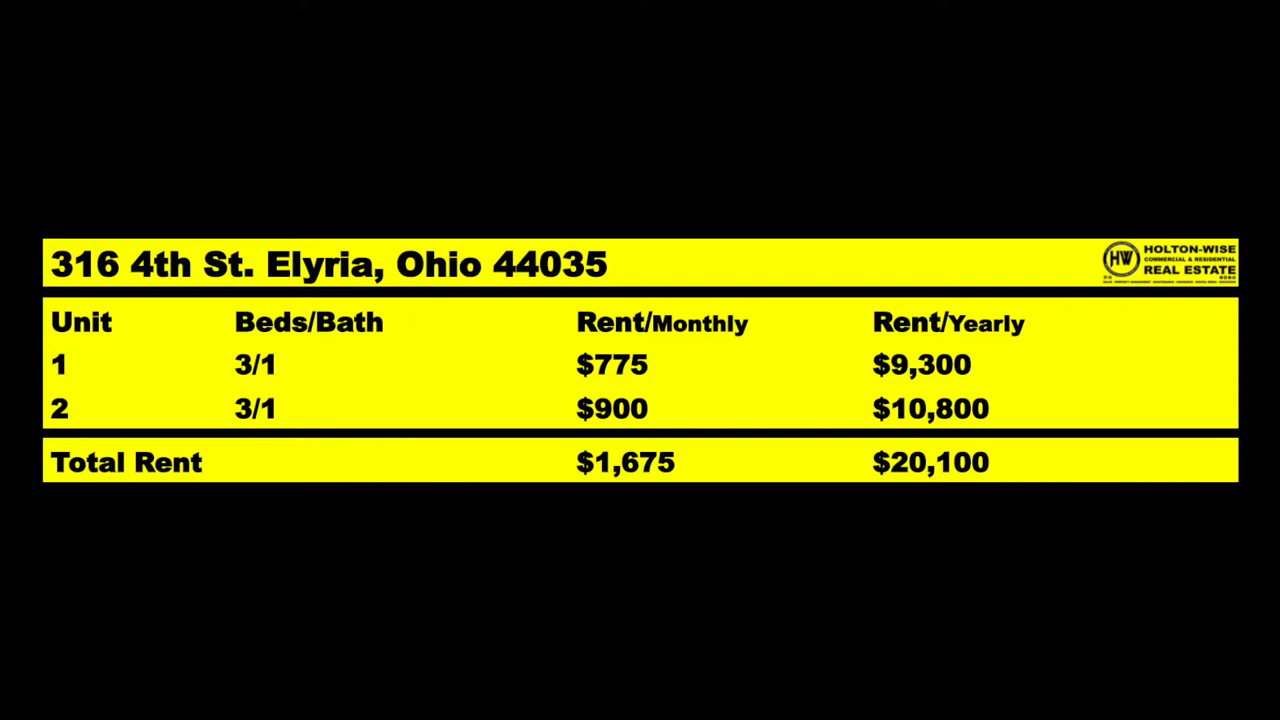 316 4th St. Elyria, Ohio 44035
HW
HOLTON-WISE
COMMERCIAL & RESIDENTIAL
REAL ESTATE
Unit Beds/Bath Rent/Monthly Rent/Yearly
1 3/1 $775 $9,300
2 3/1 $900 $10,800
Total Rent $1,675 $20,100